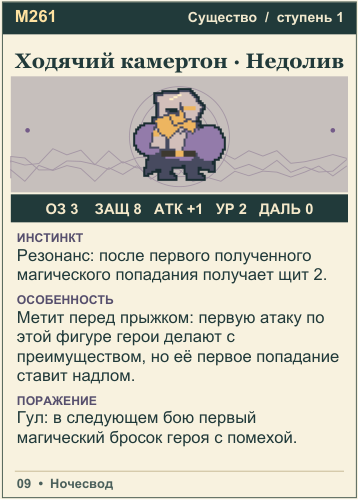 M261
Существо / ступень 1
Ходячий камертон · Недолив
ОЗ 3 ЗАЩ 8 АТК +1 УР 2 ДАЛЬ 0
ИНСТИНКТ
Резонанс: после первого полученного
магического попадания получает щит 2.
ОСОБЕННОСТЬ
Метит перед прыжком: первую атаку по
этой фигуре герои делают с
преимуществом, но её первое попадание
ставит надлом.
ПОРАЖЕНИЕ
Гул: в следующем бою первый
магический бросок героя с помехой.
09 • Ночесвод